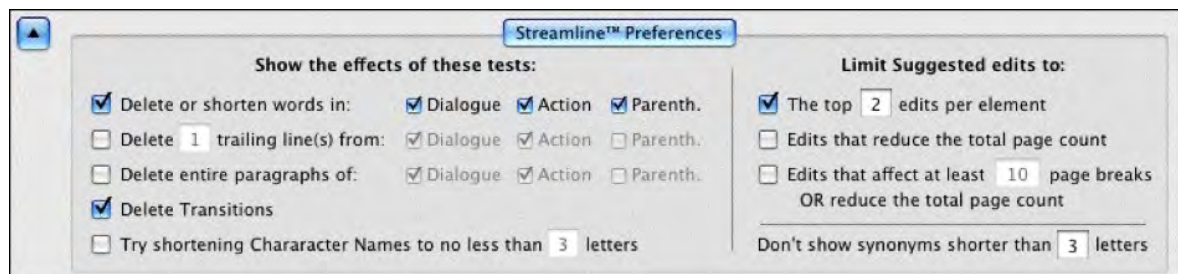 Streamline™ Preferences
Show the effects of these tests:
Delete or shorten words in: Dialogue Action Parenth.
Delete 1 trailing line(s) from: Dialogue Action Parenth.
Delete entire paragraphs of: Dialogue Action Parenth.
Delete Transitions
Try shortening Chararacter Names to no less than 3 letters
Limit Suggested edits to:
The top 2 edits per element
Edits that reduce the total page count
Edits that affect at least 10 page breaks
OR reduce the total page count
Don't show synonyms shorter than 3 letters